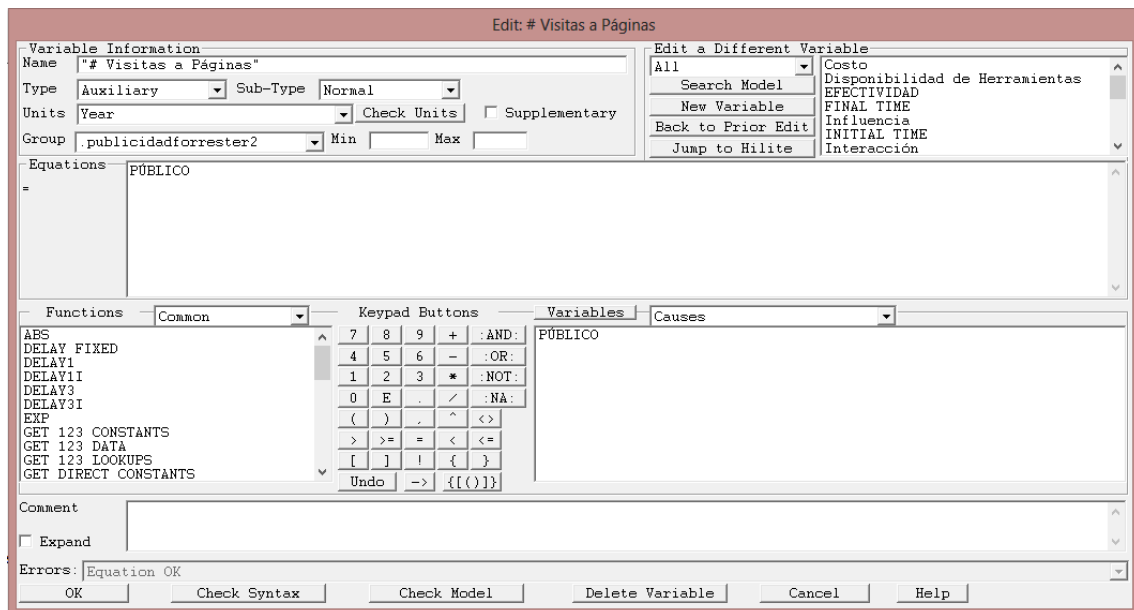 Edit: # Visitas a Páginas
Variable Information
Name "# Visitas a Páginas"
Type Auxiliary Sub-Type Normal
Units Year Check Units Supplementary
Group .publicidadforrester2 Min Max
Edit a Different Variable
All
Search Model
New Variable
Back to Prior Edit
Jump to Hilite
Costo
Disponibilidad de Herramientas
EFECTIVIDAD
FINAL TIME
Influencia
INITIAL TIME
Interacción
Equations PÚBLICO
=
Functions Common
ABS
DELAY FIXED
DELAY1
DELAY1I
DELAY3
DELAY3I
EXP
GET 123 CONSTANTS
GET 123 DATA
GET 123 LOOKUPS
GET DIRECT CONSTANTS
Keypad Buttons
7 8 9 + :AND:
4 5 6 - :OR:
1 2 3 * :NOT:
0 E . / :NA:
( ) , ^ <>
> >= = < <=
[ ] ! { }
Undo -> {[()]}
Variables Causes
PÚBLICO
Comment
Expand
Errors: Equation OK
OK Check Syntax Check Model Delete Variable Cancel Help